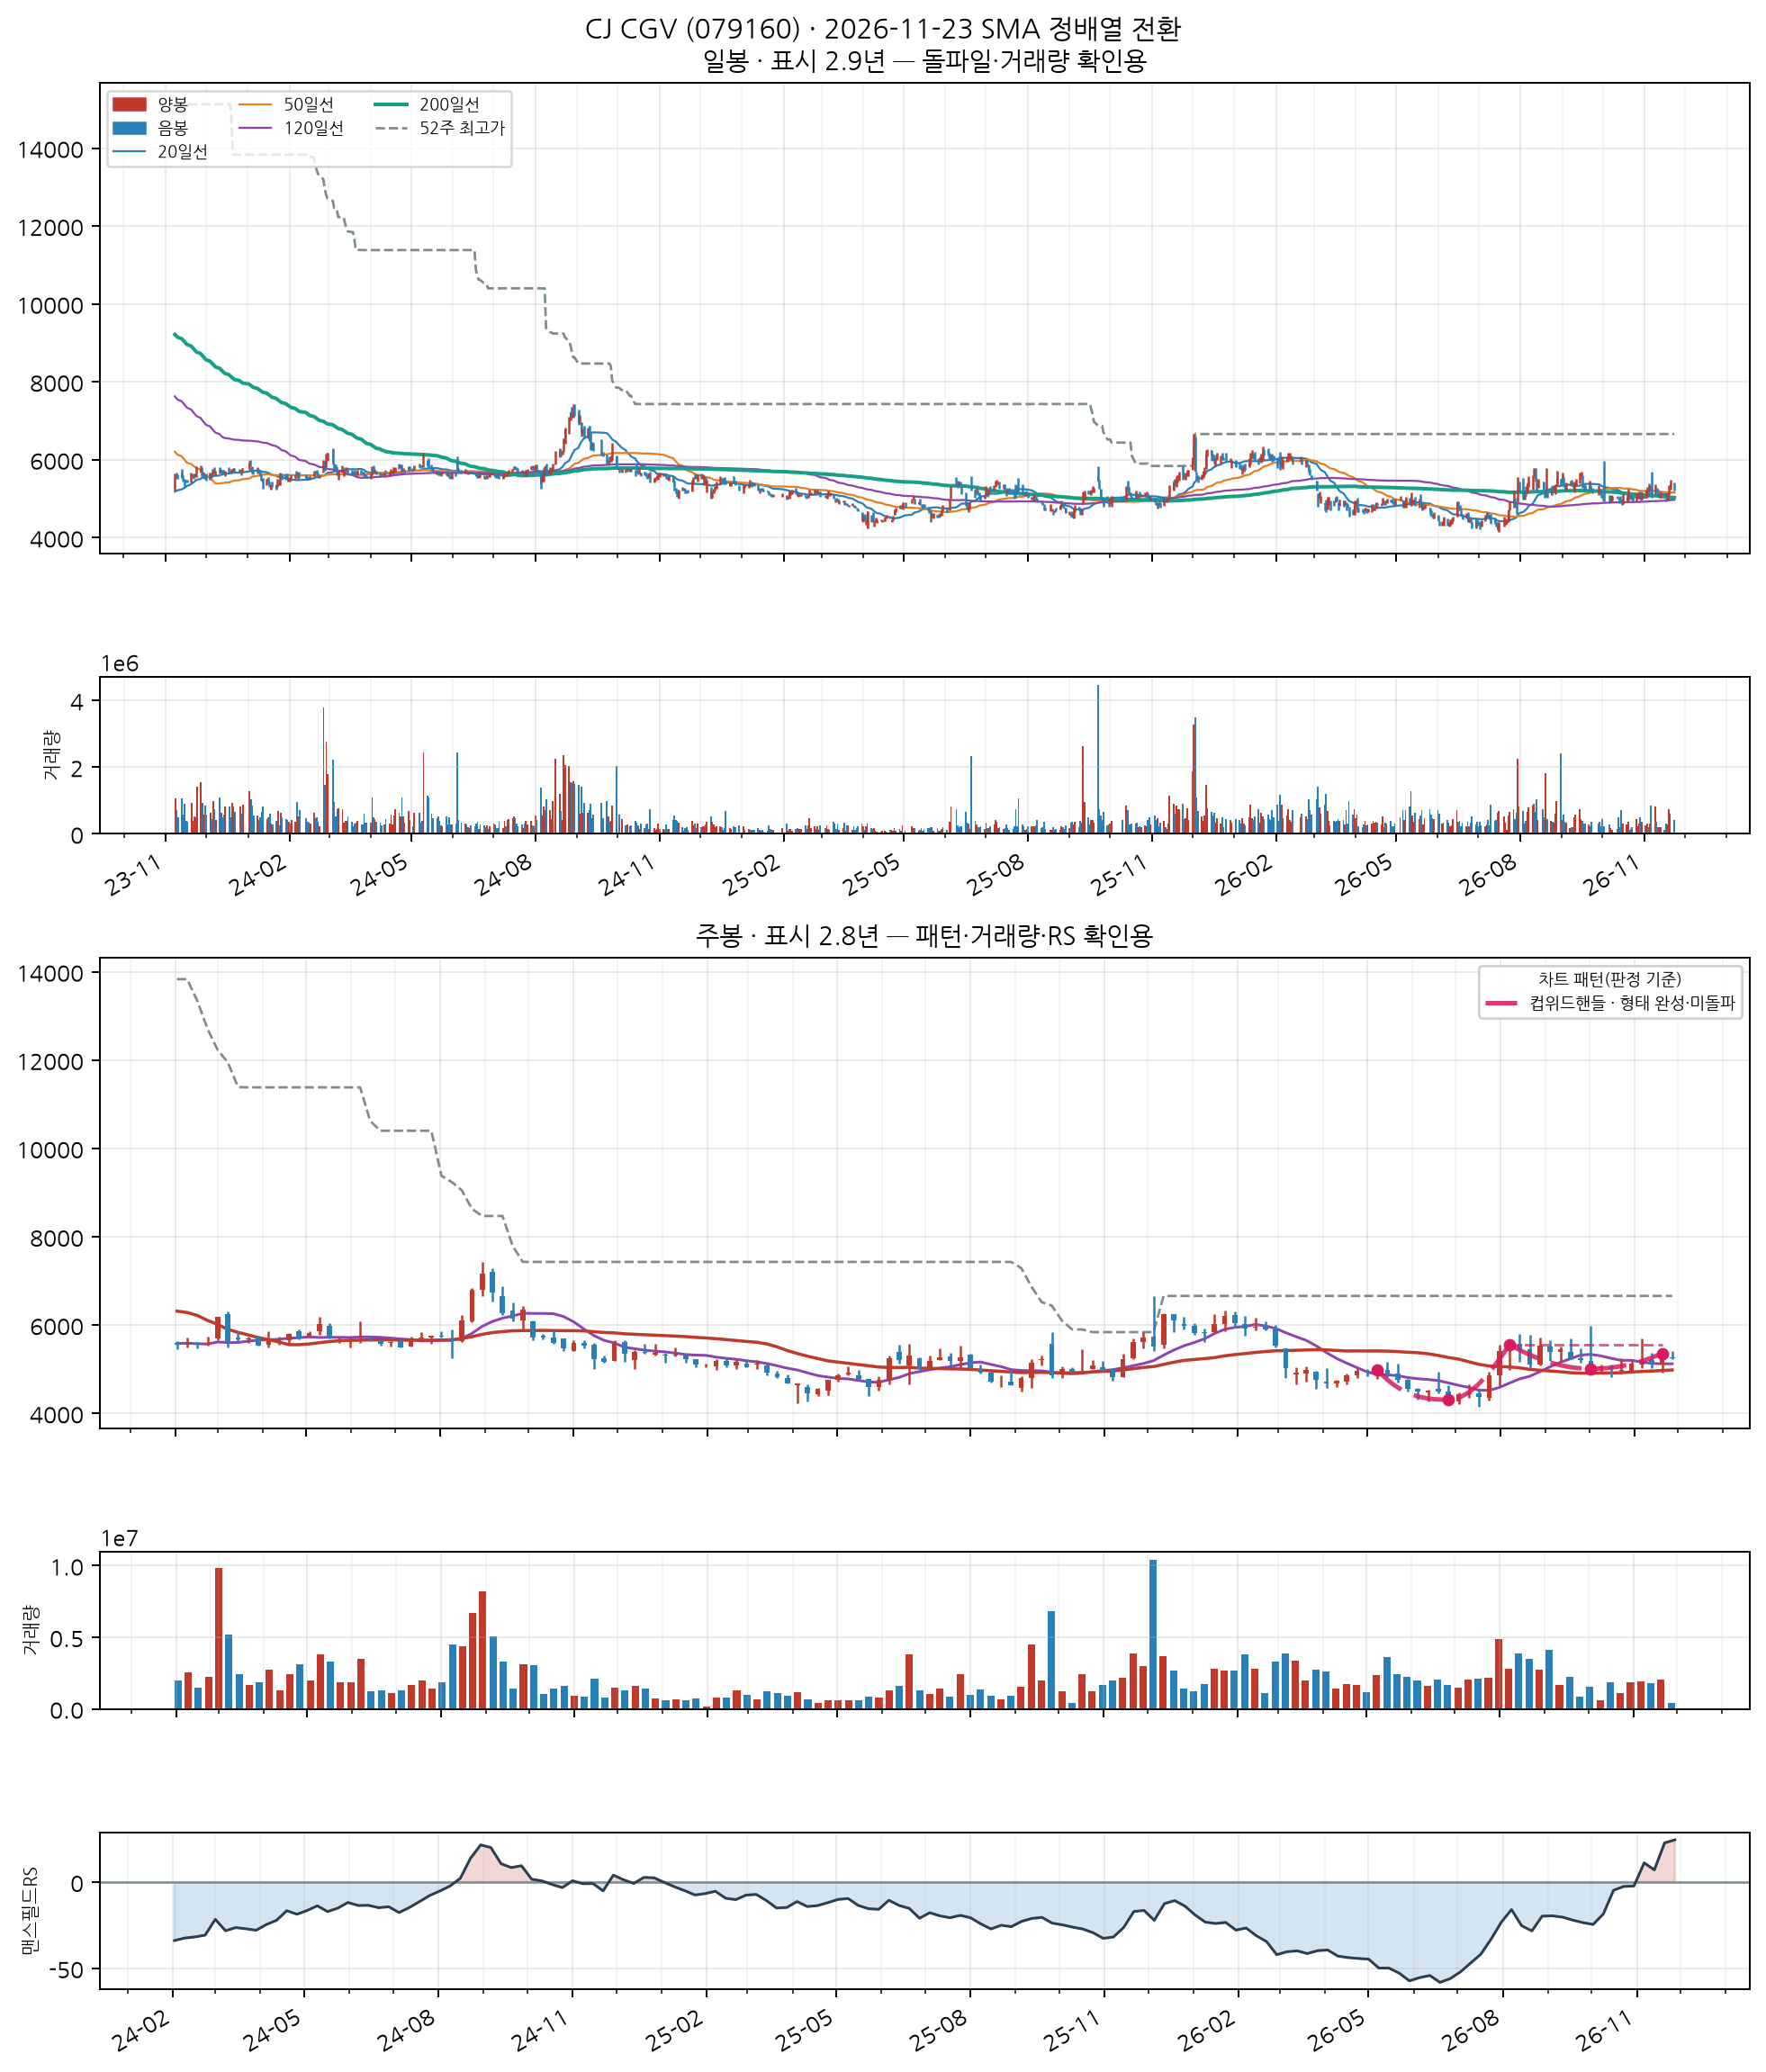 CJ CGV (079160) · 2026-11-23 SMA 정배열 전환
일봉 · 표시 2.9년 — 돌파일·거래량 확인용
양봉
음봉
20일선
50일선
120일선
200일선
52주 최고가
14000
12000
10000
8000
6000
4000
1e6
거래량
4
2
0
23-11
24-02
24-05
24-08
24-11
25-02
25-05
25-08
25-11
26-02
26-05
26-08
26-11
주봉 · 표시 2.8년 — 패턴·거래량·RS 확인용
차트 패턴(판정 기준)
컵위드핸들 · 형태 완성·미돌파
14000
12000
10000
8000
6000
4000
1e7
거래량
1.0
0.5
0.0
맨스필드RS
0
-50
24-02
24-05
24-08
24-11
25-02
25-05
25-08
25-11
26-02
26-05
26-08
26-11